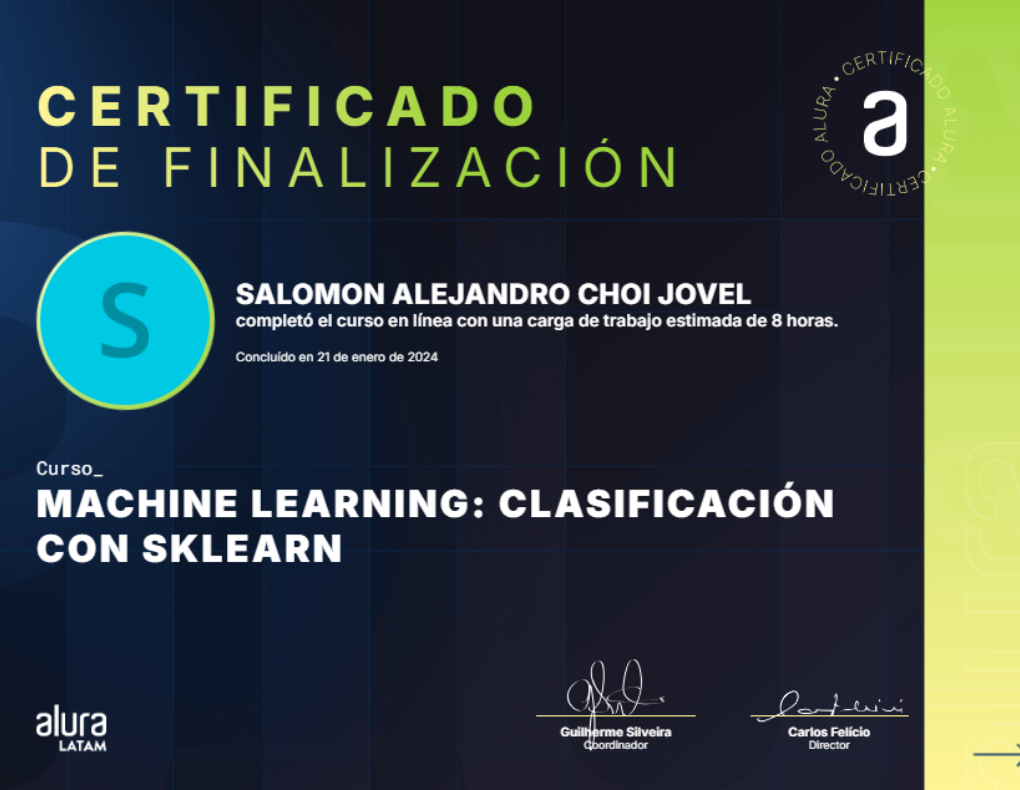 CERTIFICADO
DE FINALIZACIÓN
CERTIFICADO ALURA • CERTIFICADO ALURA •
a
S
SALOMON ALEJANDRO CHOI JOVEL
completó el curso en línea con una carga de trabajo estimada de 8 horas.
Concluído en 21 de enero de 2024
Curso_
MACHINE LEARNING: CLASIFICACIÓN
CON SKLEARN
alura
LATAM
Guilherme Silveira
Coordinador
Carlos Felício
Director